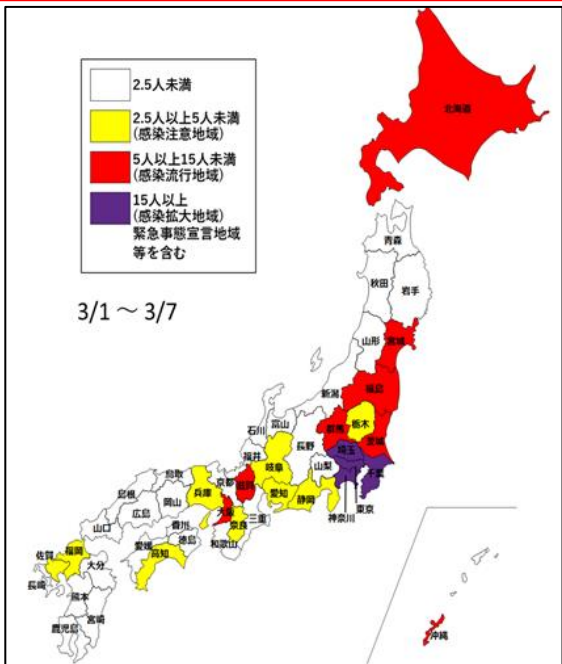 2.5人未満
2.5人以上5人未満
(感染注意地域)
5人以上15人未満
(感染流行地域)
15人以上
(感染拡大地域)
緊急事態宣言地域
等を含む
3/1 ～ 3/7
北海道
青森
秋田
岩手
山形
宮城
新潟
福島
石川
富山
群馬
栃木
福井
長野
茨城
岐阜
埼玉
山梨
千葉
鳥取
京都
滋賀
島根
岡山
兵庫
愛知
静岡
東京
広島
大阪
奈良
三重
神奈川
山口
香川
和歌山
佐賀
福岡
愛媛
徳島
長崎
大分
高知
熊本
鹿児島
宮崎
沖縄